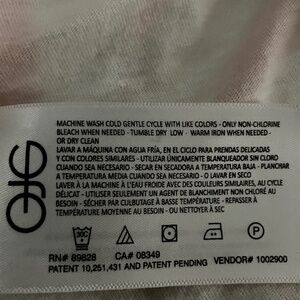 MACHINE WASH COLD GENTLE CYCLE WITH LIKE COLORS - ONLY NON-CHLORINE
BLEACH WHEN NEEDED - TUMBLE DRY LOW - WARM IRON WHEN NEEDED -
OR DRY CLEAN
LAVAR A MÁQUINA CON AGUA FRÍA, EN EL CICLO PARA PRENDAS DELICADAS
Y CON COLORES SIMILARES - UTILIZAR ÚNICAMENTE BLANQUEADOR SIN CLORO
CUANDO SEA NECESARIO - SECAR EN SECADORA A TEMPERATURA BAJA - PLANCHAR
CUANDO SEA NECESARIO - O LAVAR EN SECO
LAVER À LA MACHINE À L'EAU FROIDE AVEC DES COULEURS SIMILAIRES, AU CYCLE
DÉLICAT - UTILISER SEULEMENT UN AGENT DE BLANCHIMENT NON CHLORÉ AU
BESOIN - SÉCHER PAR CULBUTAGE À BASSE TEMPÉRATURE - REPASSER À
TEMPÉRATURE MOYENNE AU BESOIN - OU NETTOYER À SEC
30C
RN# 89828 CA# 08349
PATENT 10,251,431 AND PATENT PENDING VENDOR# 1002900